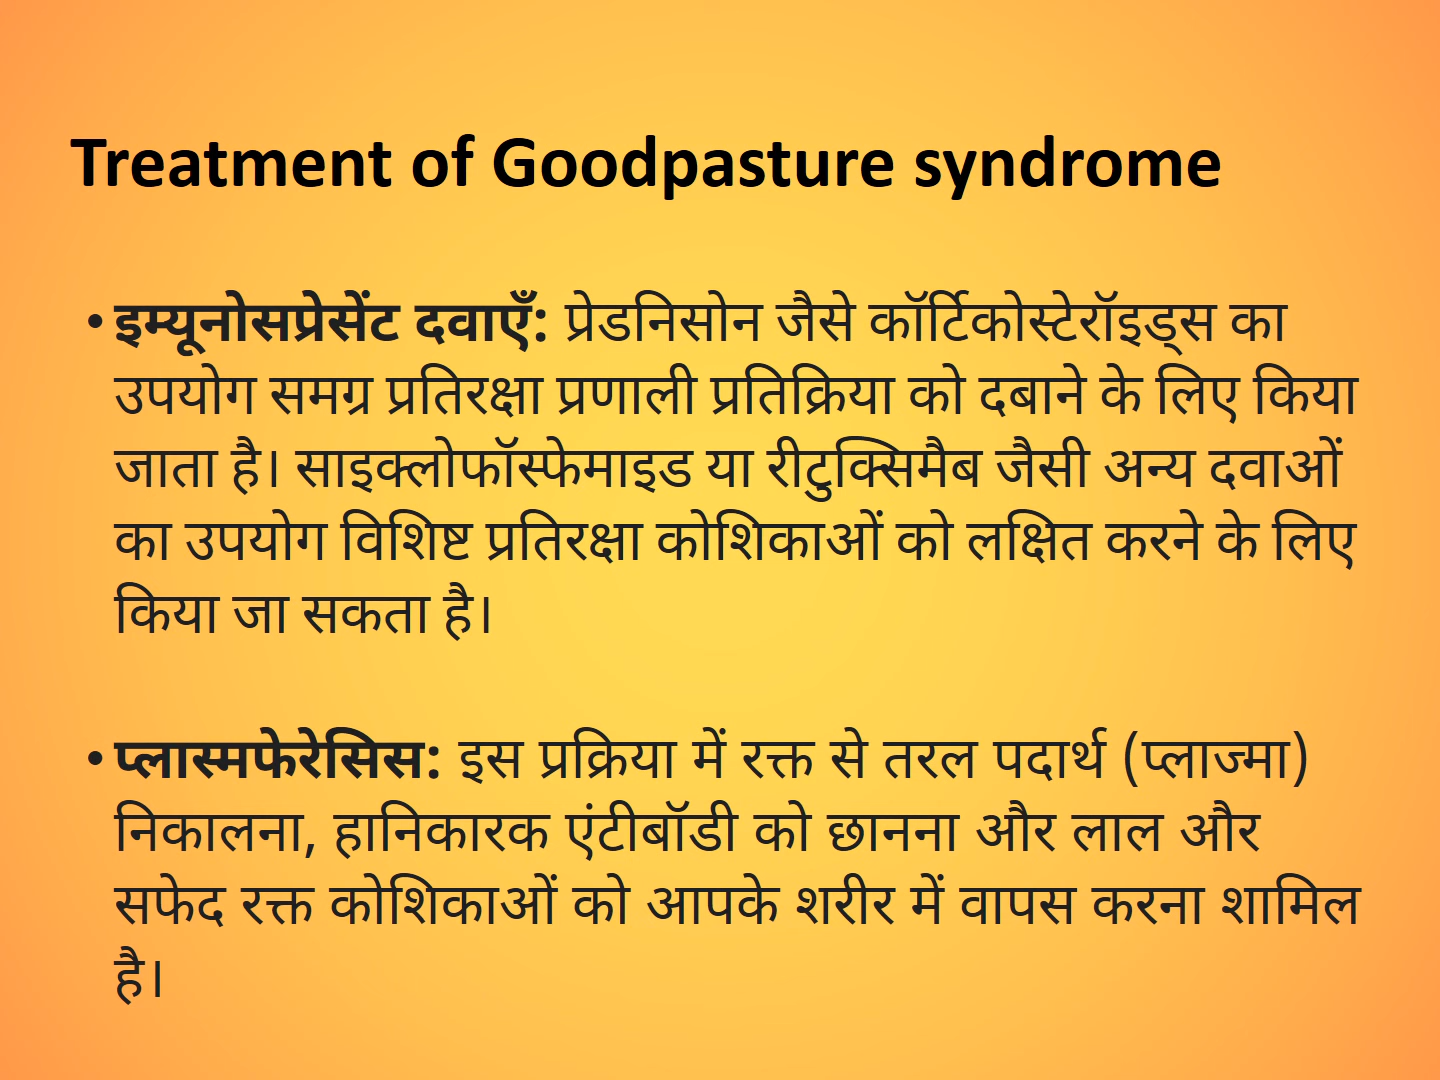 Treatment of Goodpasture syndrome
• इम्यूनोसप्रेसेंट दवाएँ: प्रेडनिसोन जैसे कॉर्टिकोस्टेरॉइड्स का
उपयोग समग्र प्रतिरक्षा प्रणाली प्रतिक्रिया को दबाने के लिए किया
जाता है। साइक्लोफॉस्फेमाइड या रीटुक्सिमैब जैसी अन्य दवाओं
का उपयोग विशिष्ट प्रतिरक्षा कोशिकाओं को लक्षित करने के लिए
किया जा सकता है।
• प्लास्मफेरेसिस: इस प्रक्रिया में रक्त से तरल पदार्थ (प्लाज्मा)
निकालना, हानिकारक एंटीबॉडी को छानना और लाल और
सफेद रक्त कोशिकाओं को आपके शरीर में वापस करना शामिल
है।